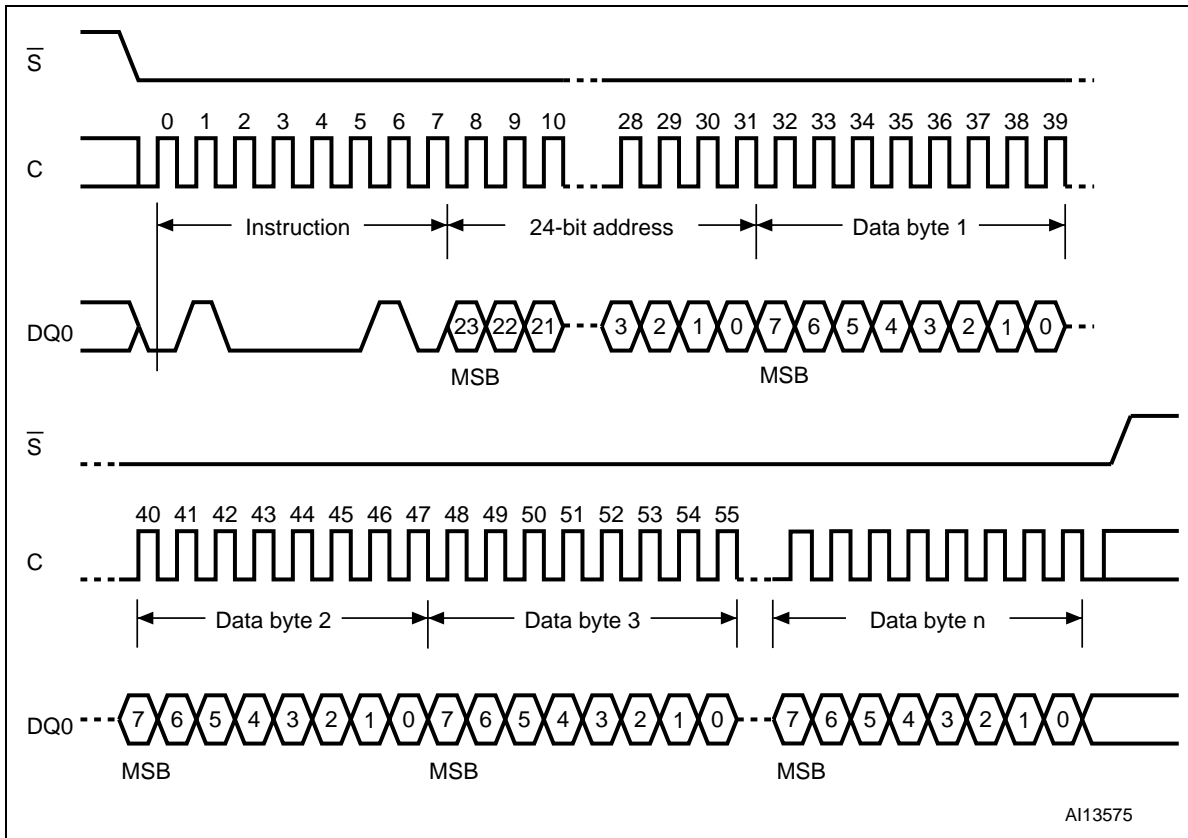 S̅
0 1 2 3 4 5 6 7 8 9 10 28 29 30 31 32 33 34 35 36 37 38 39
C
Instruction 24-bit address Data byte 1
DQ0 23 22 21 3 2 1 0 7 6 5 4 3 2 1 0
MSB MSB
S̅
40 41 42 43 44 45 46 47 48 49 50 51 52 53 54 55
C
Data byte 2 Data byte 3 Data byte n
DQ0 7 6 5 4 3 2 1 0 7 6 5 4 3 2 1 0 7 6 5 4 3 2 1 0
MSB MSB MSB
AI13575